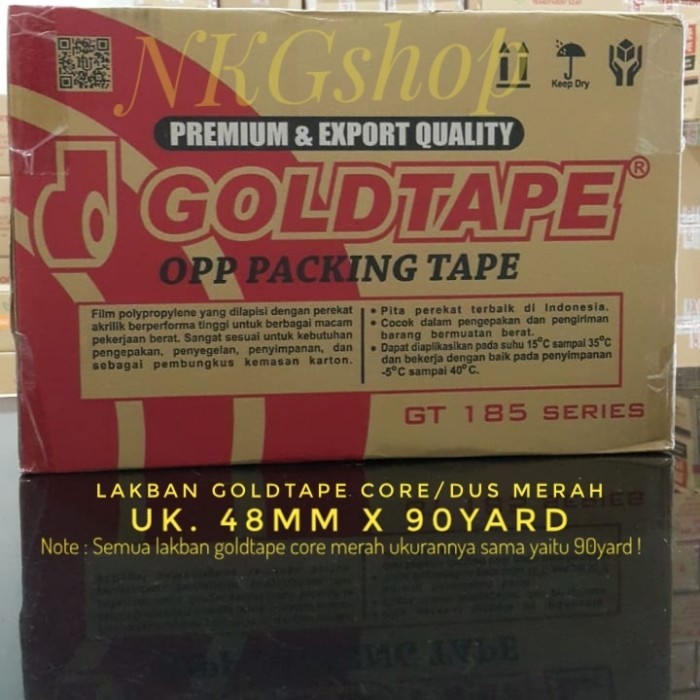 NKGshop
Keep Dry
PREMIUM & EXPORT QUALITY
GOLDTAPE®
OPP PACKING TAPE
Film polypropylene yang dilapisi dengan perekat
akrilik berperforma tinggi untuk berbagai macam
pekerjaan berat. Sangat sesuai untuk kebutuhan
pengepakan, penyegelan, penyimpanan, dan
sebagai pembungkus kemasan karton.
• Pita perekat terbaik di Indonesia.
• Cocok dalam pengepakan dan pengiriman
barang bermuatan berat.
• Dapat diaplikasikan pada suhu 15°C sampai 35°C
dan bekerja dengan baik pada penyimpanan
-5°C sampai 40°C.
GT 185 SERIES
LAKBAN GOLDTAPE CORE/DUS MERAH
UK. 48MM X 90YARD
Note : Semua lakban goldtape core merah ukurannya sama yaitu 90yard !